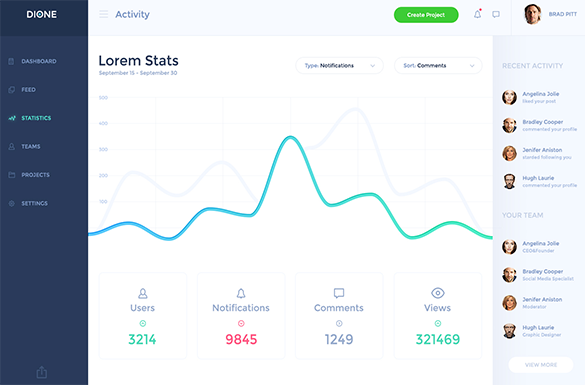 DIONE
Activity
Create Project
BRAD PITT
DASHBOARD
FEED
STATISTICS
TEAMS
PROJECTS
SETTINGS
Lorem Stats
September 15 - September 30
Type: Notifications
Sort: Comments
500
400
300
200
100
Users
3214
Notifications
9845
Comments
1249
Views
321469
RECENT ACTIVITY
Angelina Jolie
liked your post
Bradley Cooper
commented your profile
Jenifer Aniston
started following you
Hugh Laurie
commented your profile
YOUR TEAM
Angelina Jolie
CEO&Founder
Bradley Cooper
Social Media Specialist
Jenifer Aniston
Moderator
Hugh Laurie
Graphic Designer
VIEW MORE